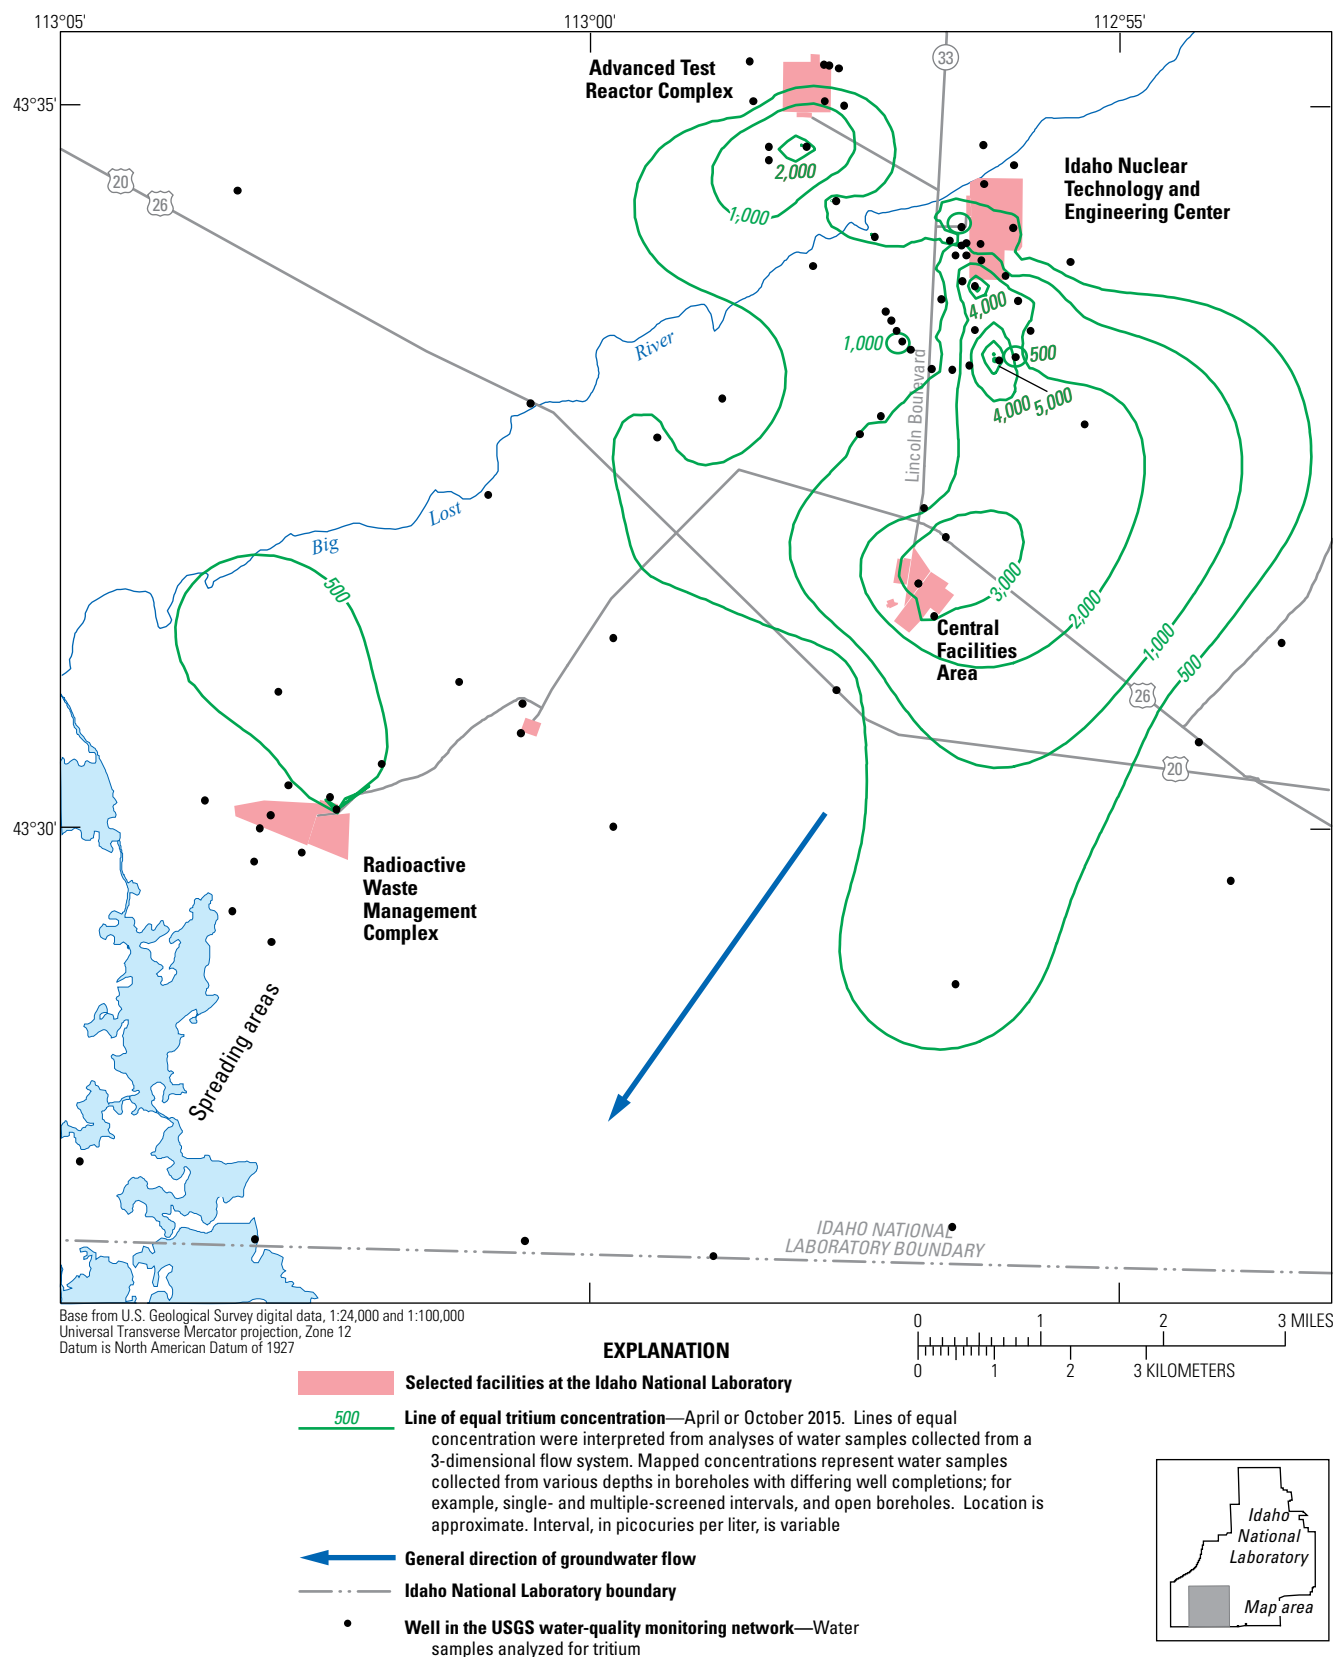 113°05'
113°00'
112°55'
43°35'
43°30'
Advanced Test
Reactor Complex
33
20
26
Idaho Nuclear
Technology and
Engineering Center
2,000
1,000
4,000
1,000
500
4,000
5,000
River
Lost
Big
Lincoln Boulevard
500
3,000
2,000
1,000
500
Central
Facilities
Area
26
20
Radioactive
Waste
Management
Complex
Spreading areas
IDAHO NATIONAL
LABORATORY BOUNDARY
Base from U.S. Geological Survey digital data, 1:24,000 and 1:100,000
Universal Transverse Mercator projection, Zone 12
Datum is North American Datum of 1927
0 1 2 3 MILES
0 1 2 3 KILOMETERS
EXPLANATION
Selected facilities at the Idaho National Laboratory
500
Line of equal tritium concentration—April or October 2015. Lines of equal
concentration were interpreted from analyses of water samples collected from a
3-dimensional flow system. Mapped concentrations represent water samples
collected from various depths in boreholes with differing well completions; for
example, single- and multiple-screened intervals, and open boreholes. Location is
approximate. Interval, in picocuries per liter, is variable
General direction of groundwater flow
Idaho National Laboratory boundary
Well in the USGS water-quality monitoring network—Water
samples analyzed for tritium
Idaho
National
Laboratory
Map area